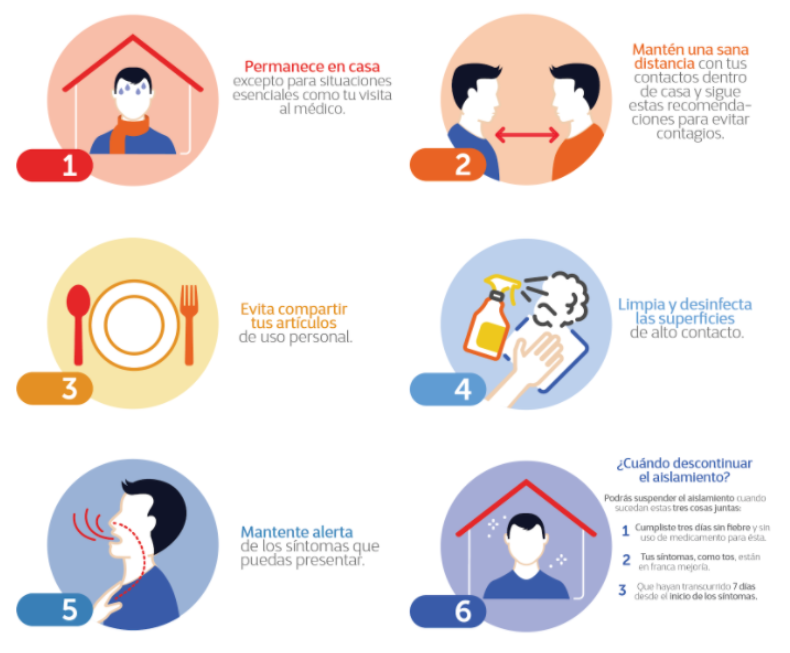 1
Permanece en casa
excepto para situaciones
esenciales como tu visita
al médico.
2
Mantén una sana
distancia con tus
contactos dentro
de casa y sigue
estas recomenda-
ciones para evitar
contagios.
3
Evita compartir
tus artículos
de uso personal.
4
Limpia y desinfecta
las superficies
de alto contacto.
5
Mantente alerta
de los síntomas que
puedas presentar.
6
¿Cuándo descontinuar
el aislamiento?
Podrás suspender el aislamiento cuando
sucedan estas tres cosas juntas:
1 Cumpliste tres días sin fiebre y sin
uso de medicamento para ésta.
2 Tus síntomas, como tos, están
en franca mejoría.
3 Que hayan transcurrido 7 días
desde el inicio de los síntomas.